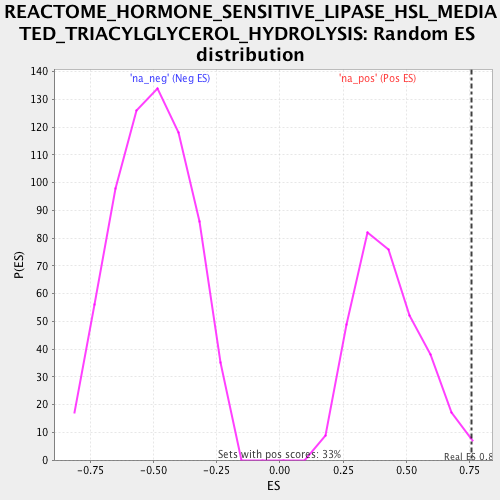 REACTOME_HORMONE_SENSITIVE_LIPASE_HSL_MEDIA
TED_TRIACYLGLYCEROL_HYDROLYSIS: Random ES
distribution
'na_neg' (Neg ES)
'na_pos' (Pos ES)
140
130
120
110
100
90
80
70
60
50
40
30
20
10
0
P(ES)
Sets with pos scores: 33%
Real ES 0.8
-0.75
-0.50
-0.25
0.00
0.25
0.50
0.75
ES